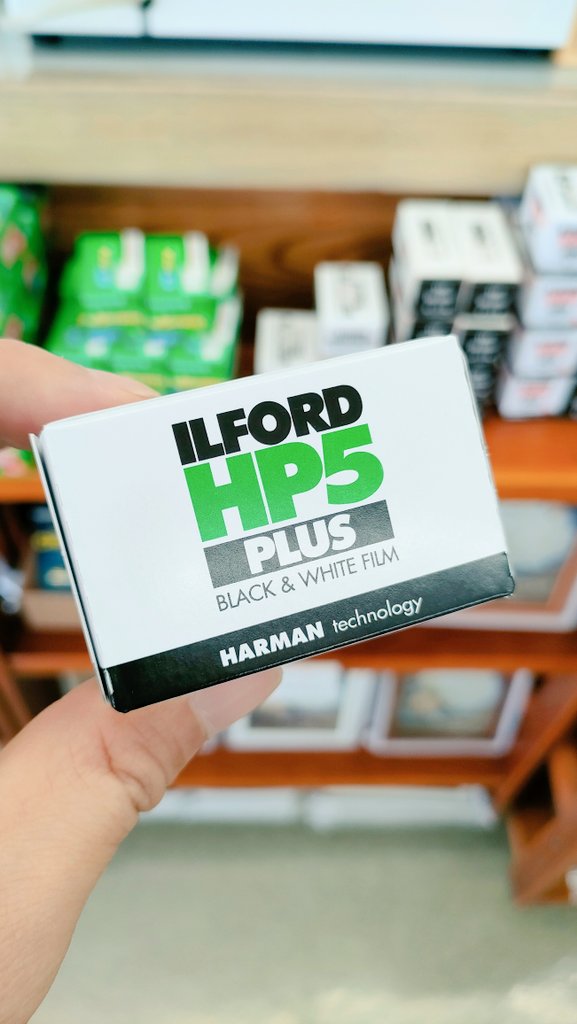 ILFORD
HP5
PLUS
BLACK & WHITE FILM
HARMAN technology